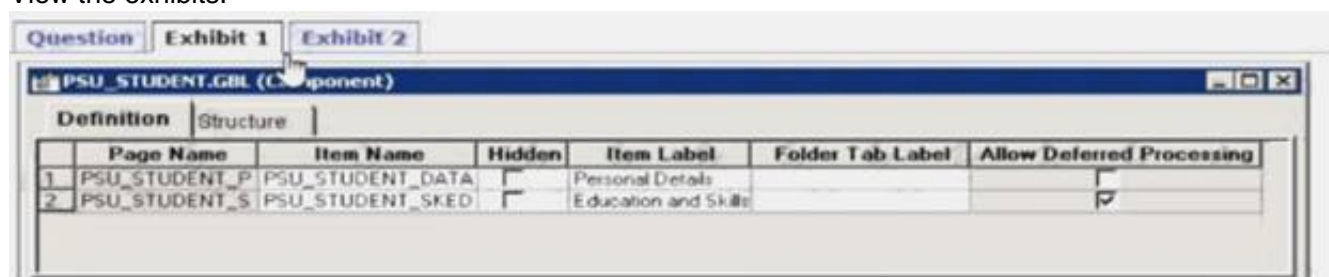 View the exhibits.
Question Exhibit 1 Exhibit 2
PSU_STUDENT.GBL ponent)
Definition Structure
Page Name Item Name Hidden Item Label Folder Tab Label Allow Deferred Processing
1 PSU_STUDENT_P PSU_STUDENT_DATA Personal Details
2 PSU_STUDENT_S PSU_STUDENT_SKED Education and Skills